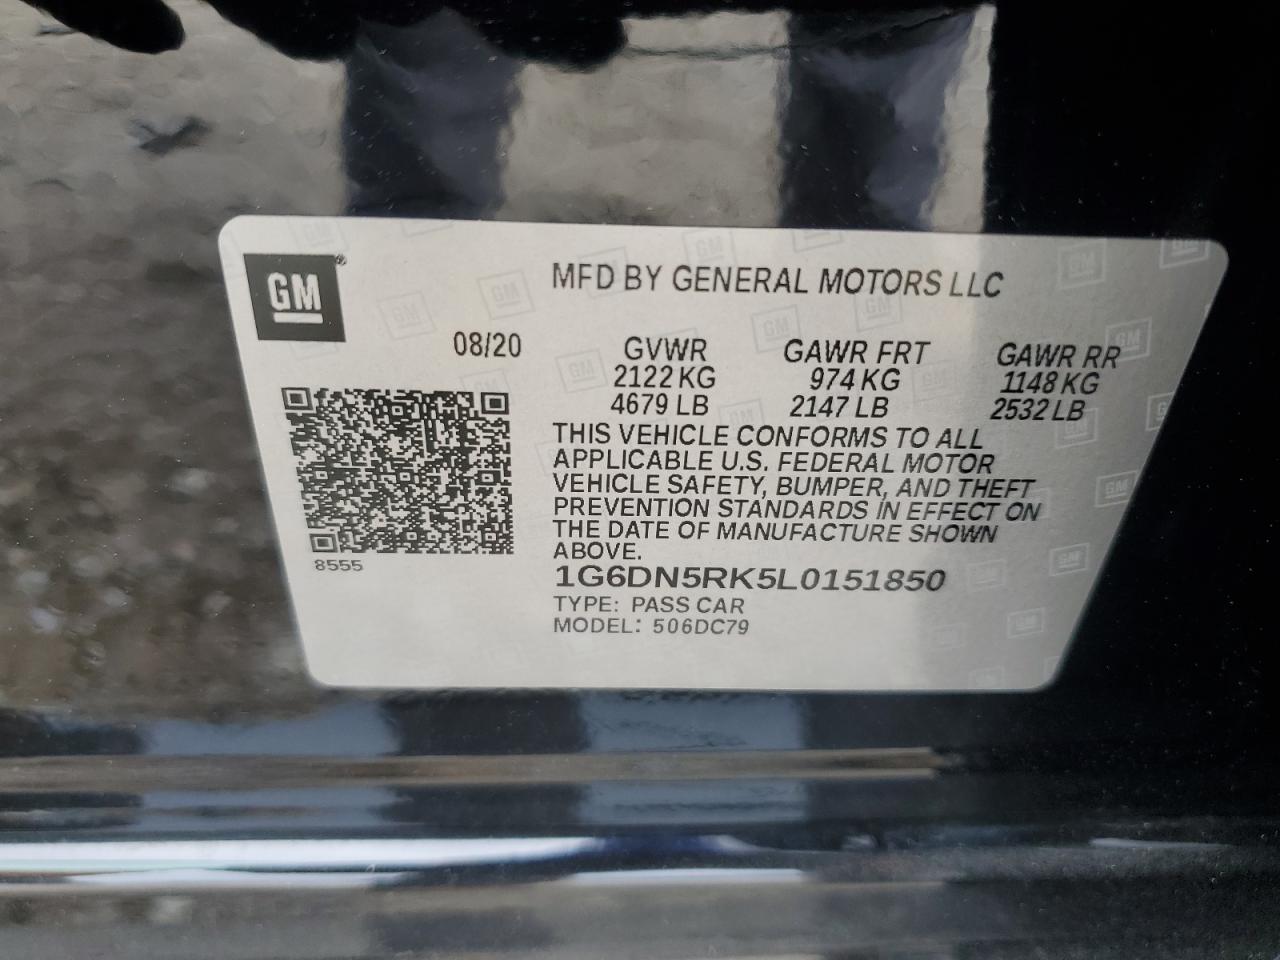 GM®
MFD BY GENERAL MOTORS LLC
08/20
GVWR GAWR FRT GAWR RR
2122 KG 974 KG 1148 KG
4679 LB 2147 LB 2532 LB
THIS VEHICLE CONFORMS TO ALL
APPLICABLE U.S. FEDERAL MOTOR
VEHICLE SAFETY, BUMPER, AND THEFT
PREVENTION STANDARDS IN EFFECT ON
THE DATE OF MANUFACTURE SHOWN
ABOVE.
8555
1G6DN5RK5L0151850
TYPE: PASS CAR
MODEL: 506DC79